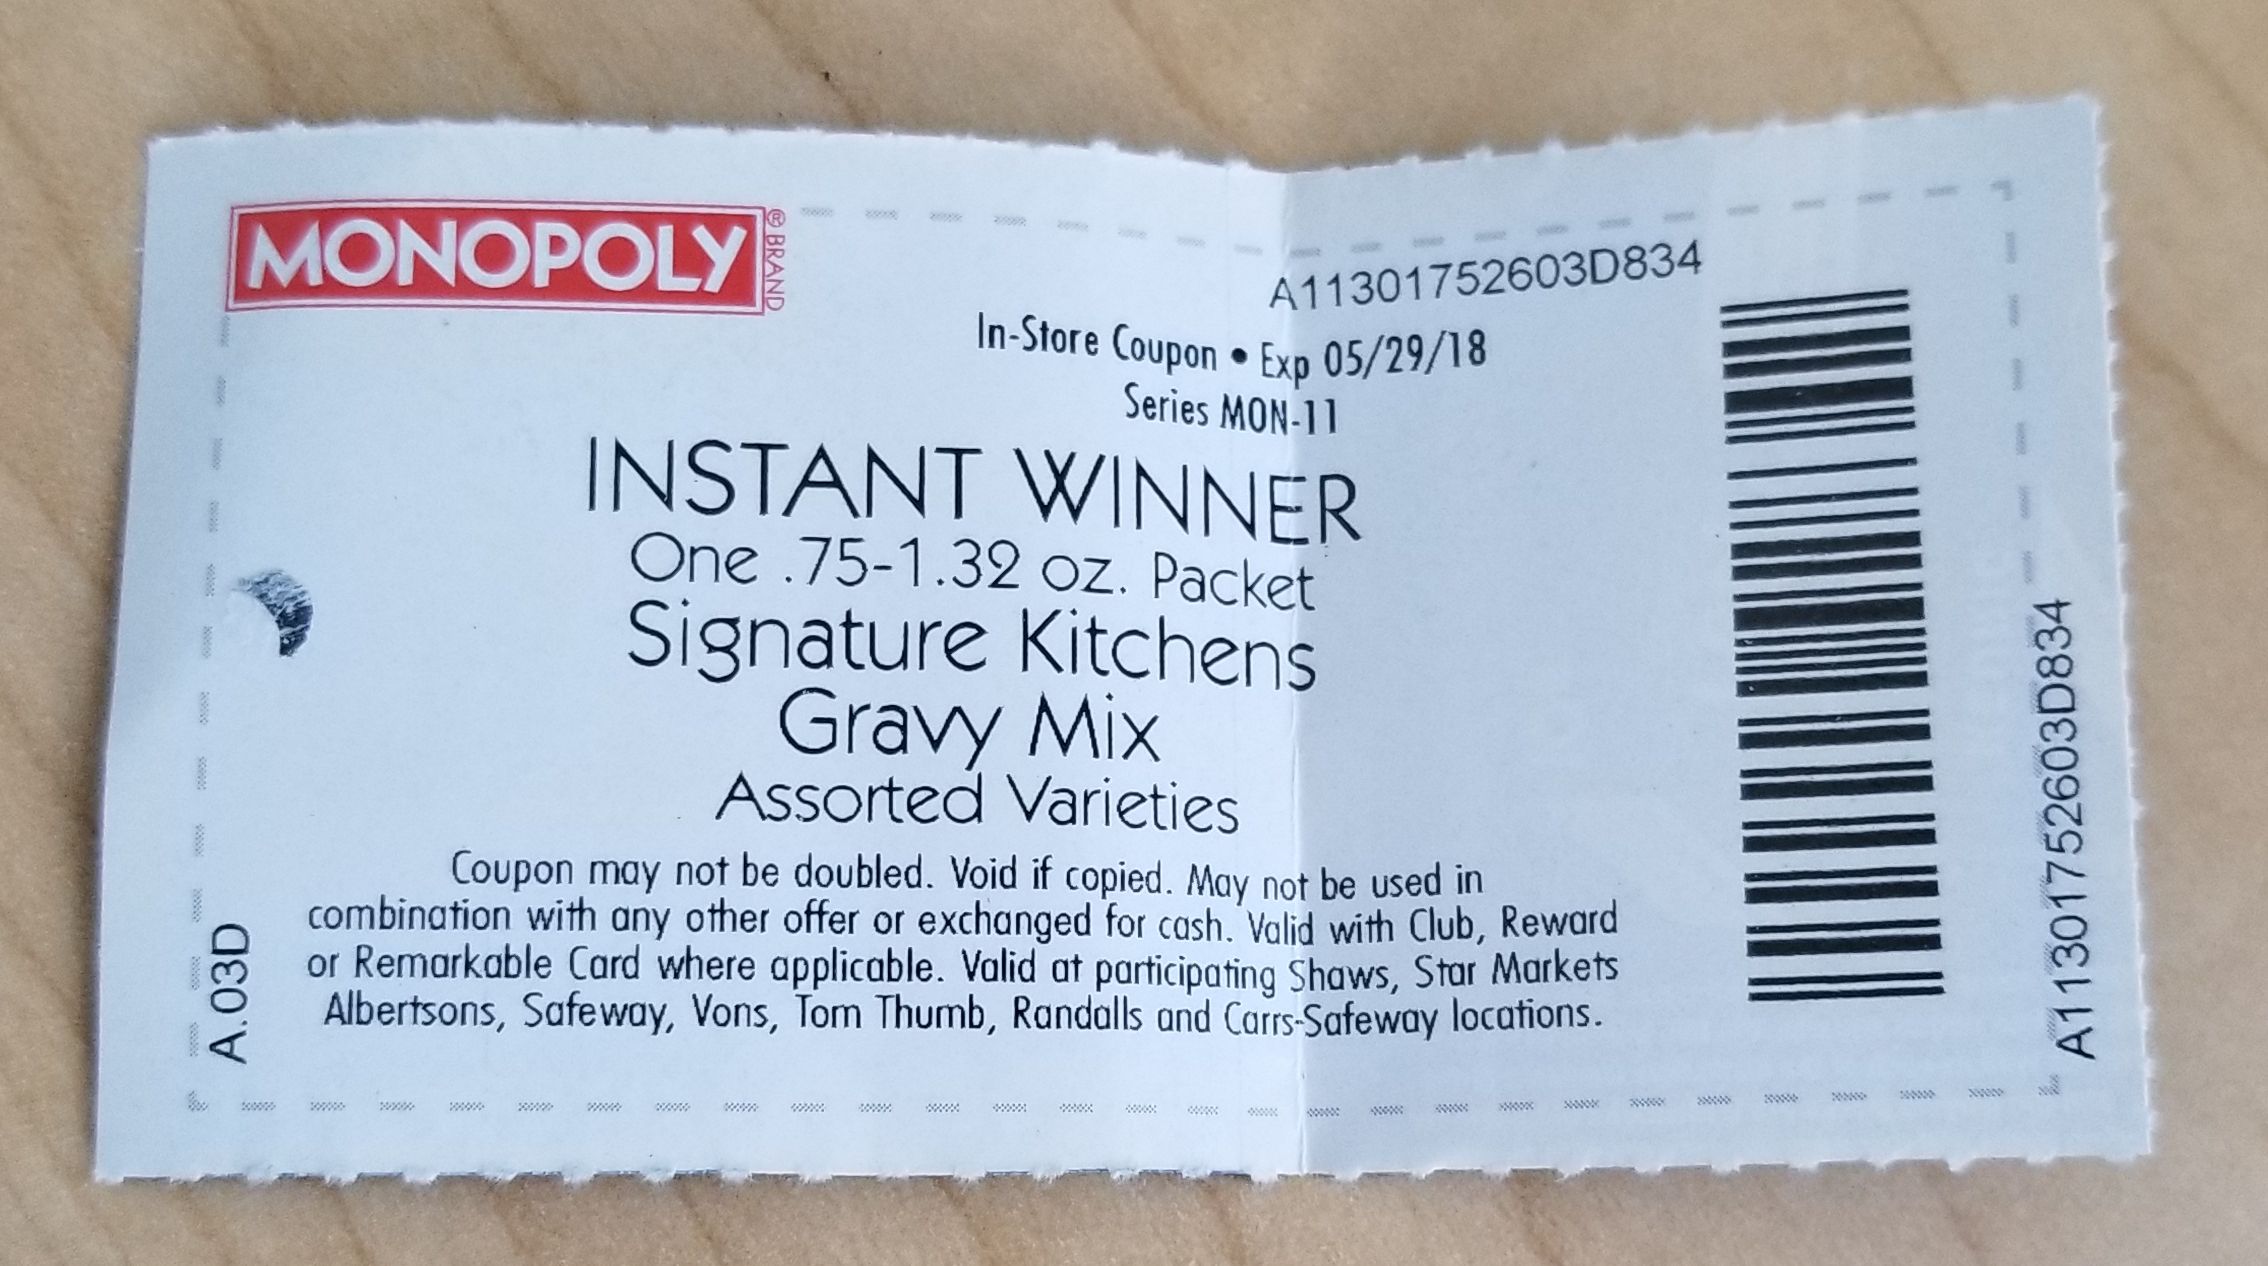 MONOPOLY
® BRAND
A11301752603D834
In-Store Coupon • Exp 05/29/18
Series MON-11
INSTANT WINNER
One .75-1.32 oz. Packet
Signature Kitchens
Gravy Mix
Assorted Varieties
Coupon may not be doubled. Void if copied. May not be used in
combination with any other offer or exchanged for cash. Valid with Club, Reward
or Remarkable Card where applicable. Valid at participating Shaws, Star Markets
Albertsons, Safeway, Vons, Tom Thumb, Randalls and Carrs-Safeway locations.
A.03D
A11301752603D834